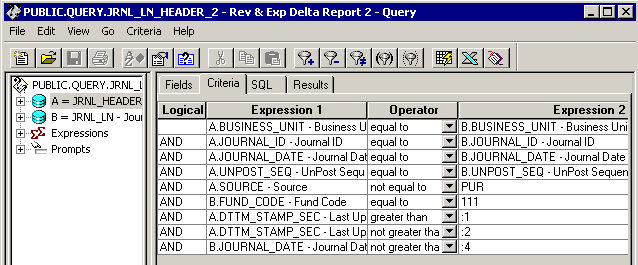 PUBLIC.QUERY.JRNL_LN_HEADER_2 - Rev & Exp Delta Report 2 - Query
File Edit View Go Criteria Help
PUBLIC.QUERY.JRNL_L
A = JRNL_HEADER
B = JRNL_LN - Jour
Expressions
Prompts
Fields Criteria SQL Results
Logical Expression 1 Operator Expression 2
A.BUSINESS_UNIT - Business U equal to B.BUSINESS_UNIT - Business Uni
AND A.JOURNAL_ID - Journal ID equal to B.JOURNAL_ID - Journal ID
AND A.JOURNAL_DATE - Journal Dat equal to B.JOURNAL_DATE - Journal Date
AND A.UNPOST_SEQ - UnPost Sequ equal to B.UNPOST_SEQ - UnPost Sequen
AND A.SOURCE - Source not equal to PUR
AND B.FUND_CODE - Fund Code equal to 111
AND A.DTTM_STAMP_SEC - Last Up greater than :1
AND A.DTTM_STAMP_SEC - Last Up not greater tha :2
AND B.JOURNAL_DATE - Journal Dat not greater tha :4